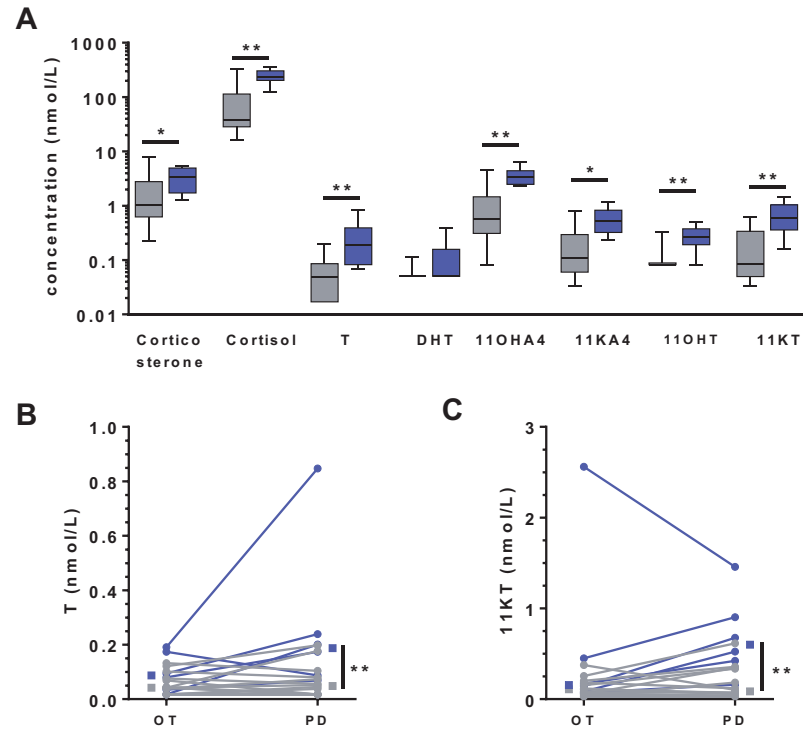 A
concentration (nmol/L)
1000
100
10
1
0.1
0.01
*
**
**
**
*
**
**
Cortico
sterone
Cortisol
T
DHT
11OHA4
11KA4
11OHT
11KT
B
T (nmol/L)
1.0
0.8
0.6
0.4
0.2
0.0
**
OT
PD
C
11KT (nmol/L)
3
2
1
0
**
OT
PD